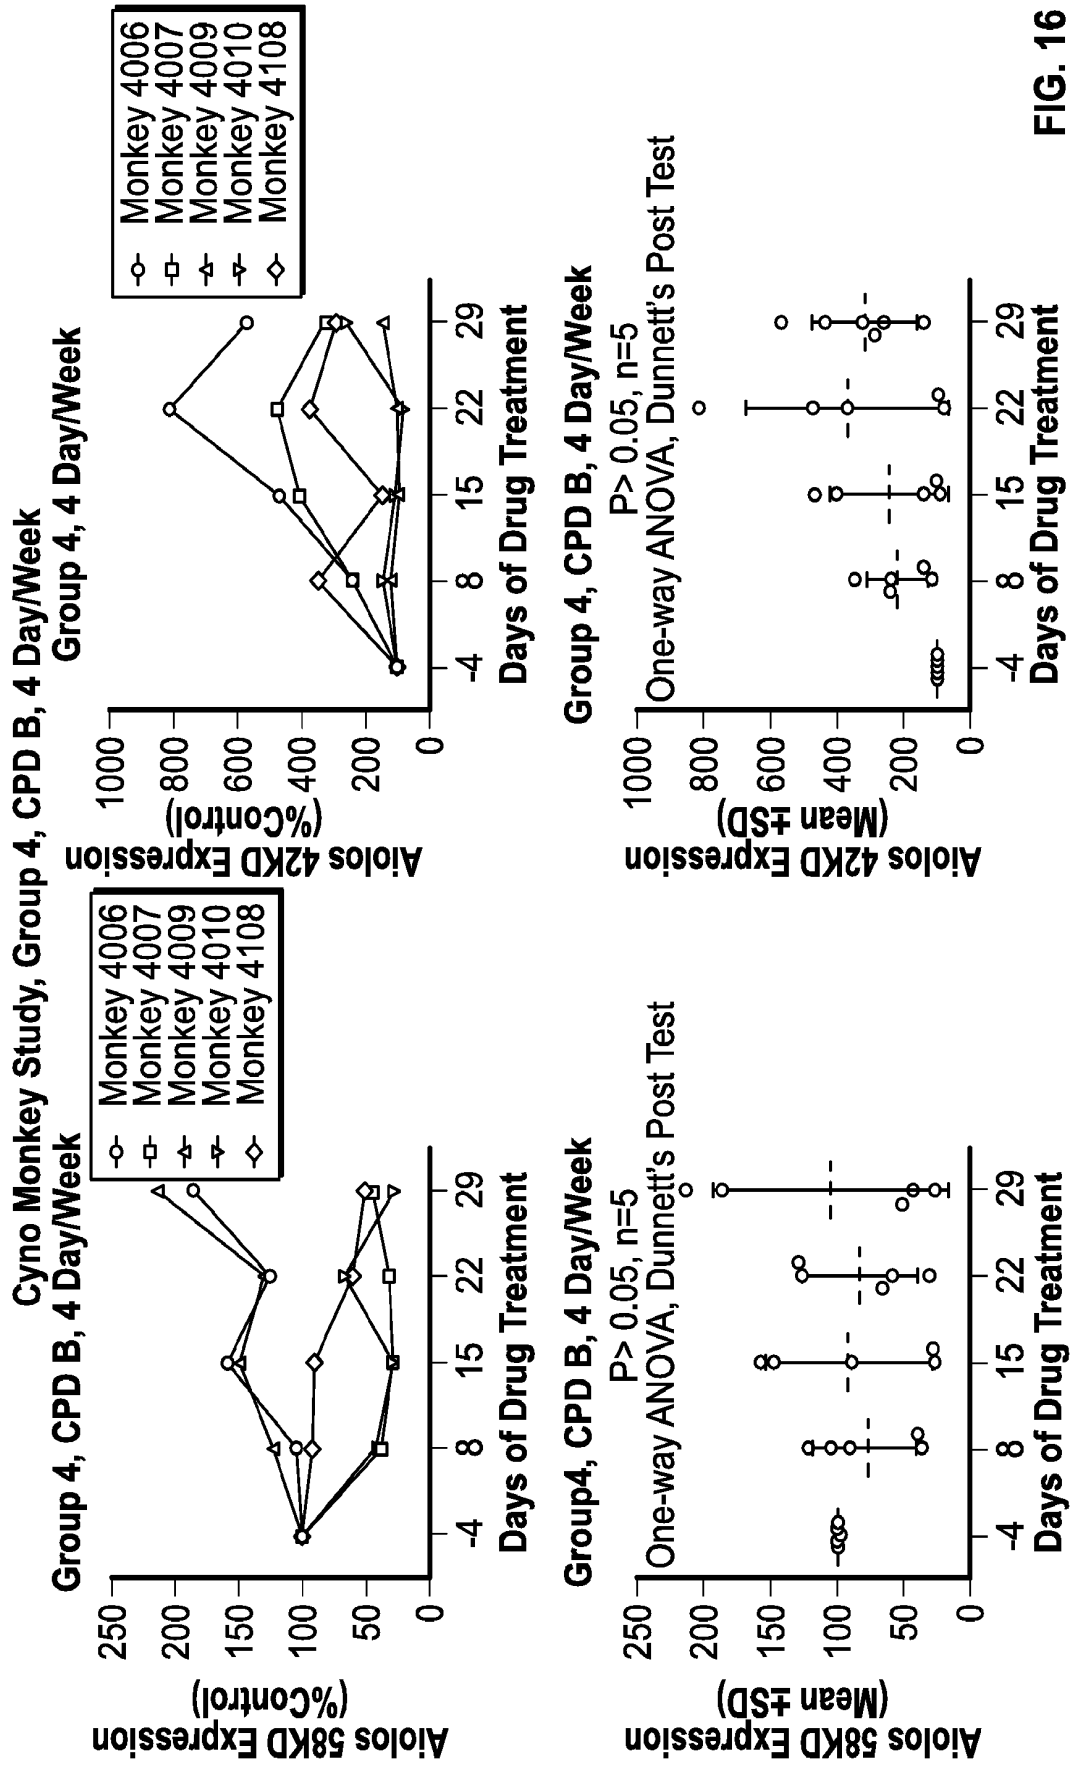 Cyno Monkey Study, Group 4, CPD B, 4 Day/Week
Group 4, CPD B, 4 Day/Week
Aiolos 58KD Expression
(%Control)
250
200
150
100
50
0
-4
8
15
22
29
Days of Drug Treatment
Monkey 4006
Monkey 4007
Monkey 4009
Monkey 4010
Monkey 4108
Group 4, 4 Day/Week
Aiolos 42KD Expression
(%Control)
1000
800
600
400
200
0
-4
8
15
22
29
Days of Drug Treatment
Monkey 4006
Monkey 4007
Monkey 4009
Monkey 4010
Monkey 4108
Group4, CPD B, 4 Day/Week
P> 0.05, n=5
One-way ANOVA, Dunnett's Post Test
Aiolos 58KD Expression
(Mean ±SD)
250
200
150
100
50
0
-4
8
15
22
29
Days of Drug Treatment
Group 4, CPD B, 4 Day/Week
P> 0.05, n=5
One-way ANOVA, Dunnett's Post Test
Aiolos 42KD Expression
(Mean ±SD)
1000
800
600
400
200
0
-4
8
15
22
29
Days of Drug Treatment
FIG. 16